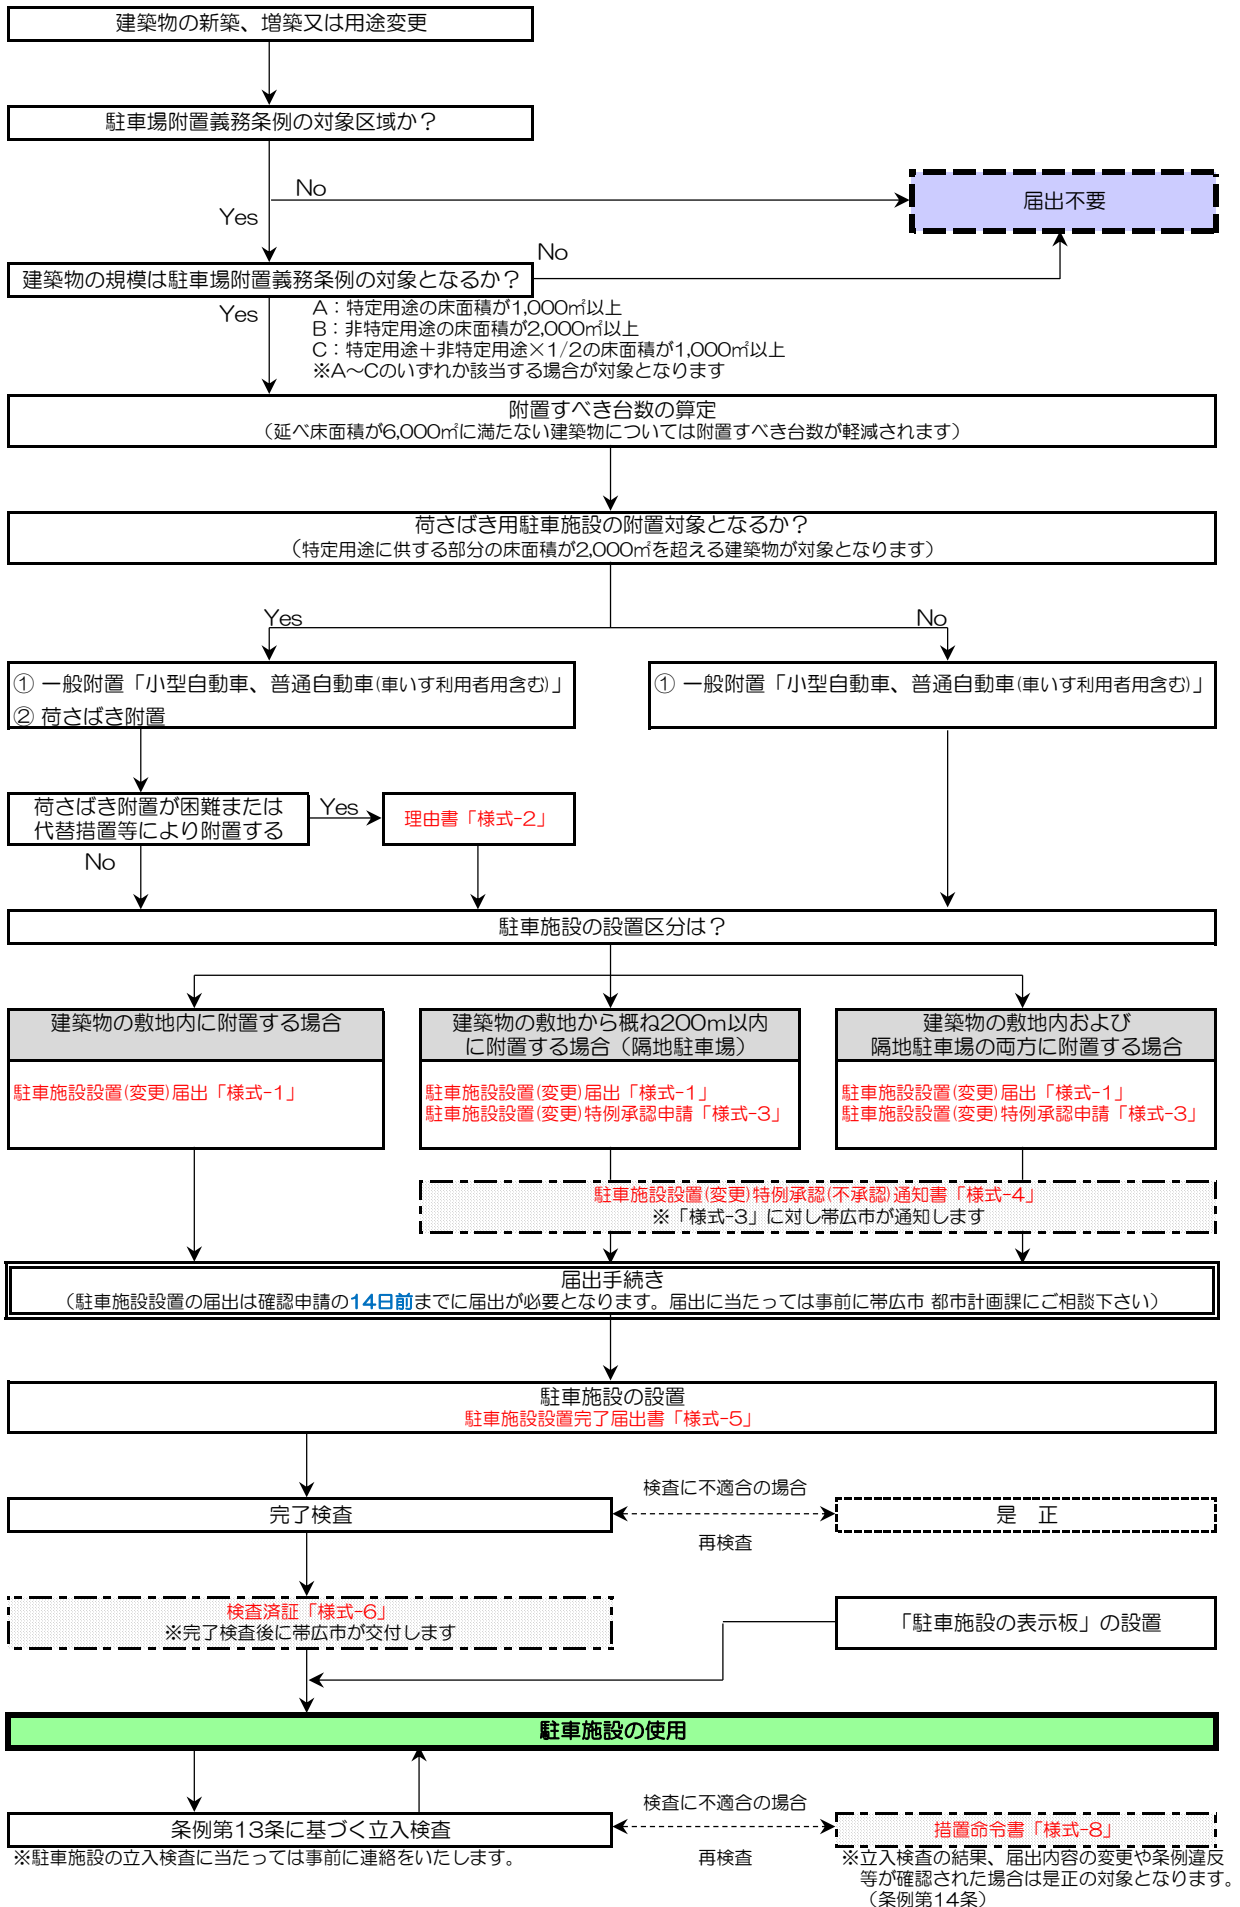 建築物の新築、増築又は用途変更
駐車場附置義務条例の対象区域か？
No
届出不要
Yes
No
建築物の規模は駐車場附置義務条例の対象となるか？
Yes
A：特定用途の床面積が1,000㎡以上
B：非特定用途の床面積が2,000㎡以上
C：特定用途＋非特定用途×1/2の床面積が1,000㎡以上
※A～Cのいずれか該当する場合が対象となります
附置すべき台数の算定
（延べ床面積が6,000㎡に満たない建築物については附置すべき台数が軽減されます）
荷さばき用駐車施設の附置対象となるか？
（特定用途に供する部分の床面積が2,000㎡を超える建築物が対象となります）
Yes
No
① 一般附置「小型自動車、普通自動車(車いす利用者用含む)」
② 荷さばき附置
① 一般附置「小型自動車、普通自動車(車いす利用者用含む)」
荷さばき附置が困難または
代替措置等により附置する
Yes
理由書「様式-2」
No
駐車施設の設置区分は？
建築物の敷地内に附置する場合
駐車施設設置(変更)届出「様式-1」
建築物の敷地から概ね200m以内
に附置する場合（隔地駐車場）
駐車施設設置(変更)届出「様式-1」
駐車施設設置(変更)特例承認申請「様式-3」
建築物の敷地内および
隔地駐車場の両方に附置する場合
駐車施設設置(変更)届出「様式-1」
駐車施設設置(変更)特例承認申請「様式-3」
駐車施設設置(変更)特例承認(不承認)通知書「様式-4」
※「様式-3」に対し帯広市が通知します
届出手続き
（駐車施設設置の届出は確認申請の14日前までに届出が必要となります。届出に当たっては事前に帯広市 都市計画課にご相談下さい）
駐車施設の設置
駐車施設設置完了届出書「様式-5」
完了検査
検査に不適合の場合
再検査
是　正
検査済証「様式-6」
※完了検査後に帯広市が交付します
「駐車施設の表示板」の設置
駐車施設の使用
条例第13条に基づく立入検査
※駐車施設の立入検査に当たっては事前に連絡をいたします。
検査に不適合の場合
再検査
措置命令書「様式-8」
※立入検査の結果、届出内容の変更や条例違反
等が確認された場合は是正の対象となります。
（条例第14条）